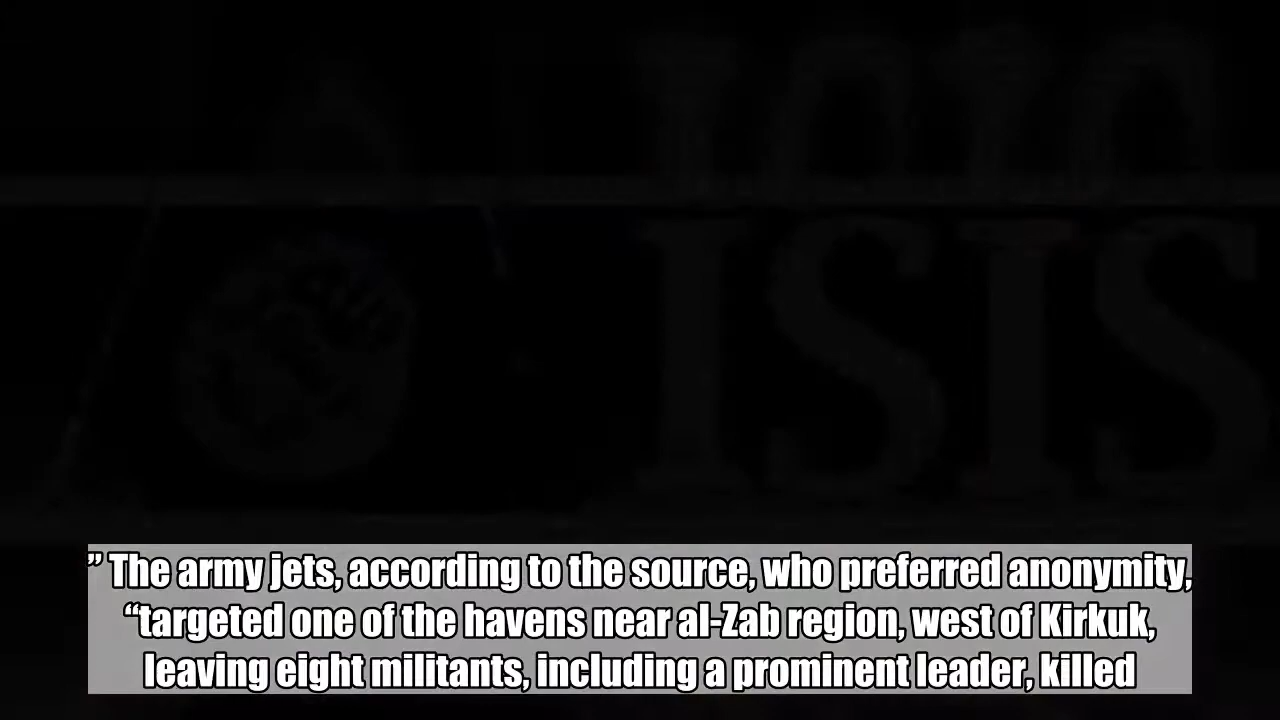 ISIS
” The army jets, according to the source, who preferred anonymity,
“targeted one of the havens near al-Zab region, west of Kirkuk,
leaving eight militants, including a prominent leader, killed